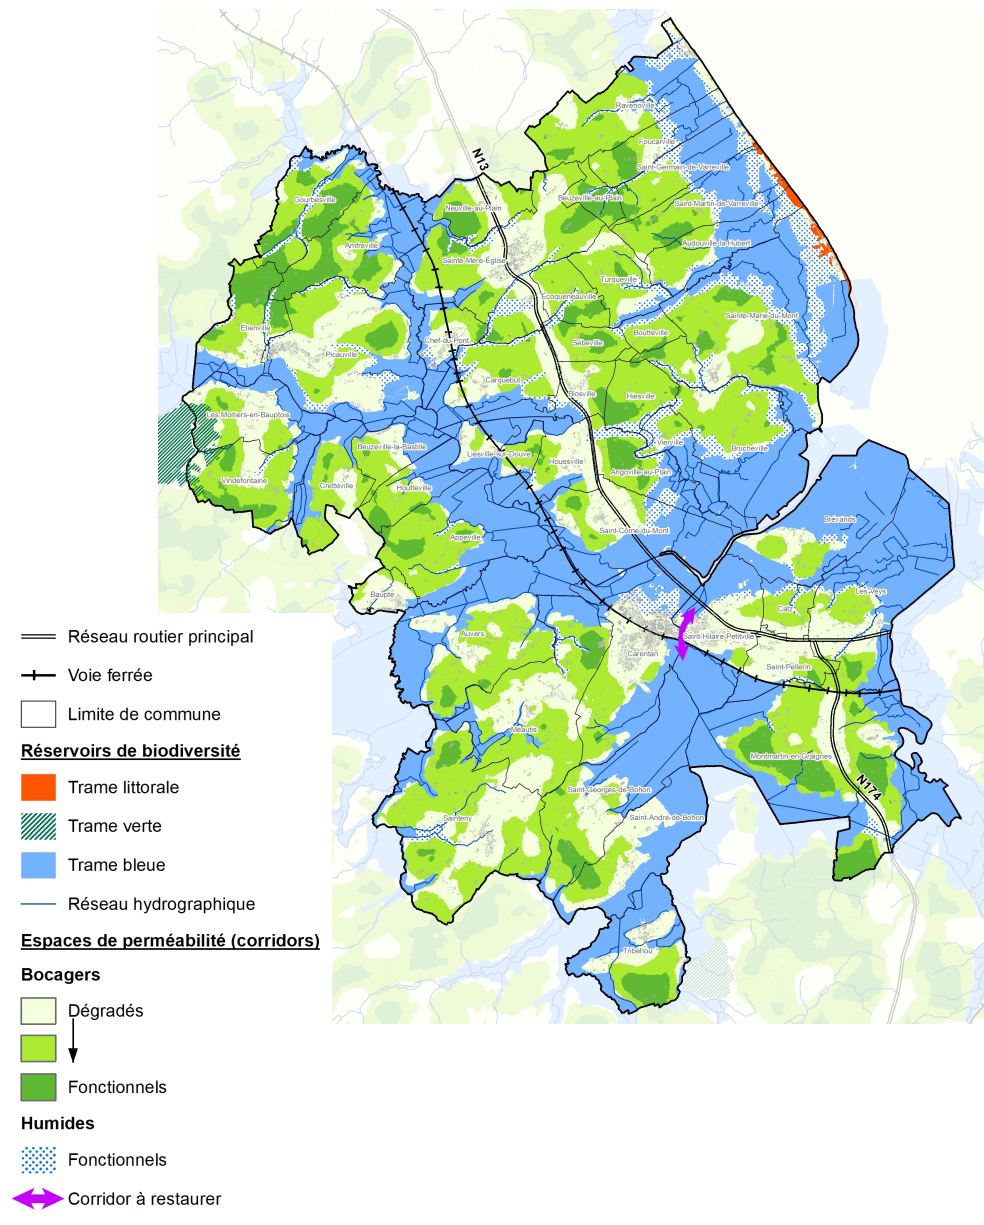 Ravenoville
Foucarville
Saint-Germain-de-Varreville
N13
Beuzeville-au-Plain
Saint-Martin-de-Varreville
Gourbesville
Neuville-au-Plain
Amfreville
Audouville-la-Hubert
Sainte-Mère-Église
Turqueville
Écoquenéauville
Sainte-Marie-du-Mont
Étienville
Boutteville
Chef-du-Pont
Sébeville
Picauville
Carquebut
Blosville
Hiesville
Les Moitiers-en-Bauptois
Vierville
Beuzeville-la-Bastille
Brucheville
Liesville-sur-Douve
Houesville
Angoville-au-Plain
Vindefontaine
Cretteville
Houtteville
Brévands
Saint-Côme-du-Mont
Appeville
Baupte
Les Veys
Catz
Auvers
Saint-Hilaire-Petitville
Carentan
Saint-Pellerin
Méautis
Montmartin-en-Graignes
N174
Saint-Georges-de-Bohon
Sainteny
Saint-André-de-Bohon
Tribehou
Réseau routier principal
Voie ferrée
Limite de commune
Réservoirs de biodiversité
Trame littorale
Trame verte
Trame bleue
Réseau hydrographique
Espaces de perméabilité (corridors)
Bocagers
Dégradés
Fonctionnels
Humides
Fonctionnels
Corridor à restaurer